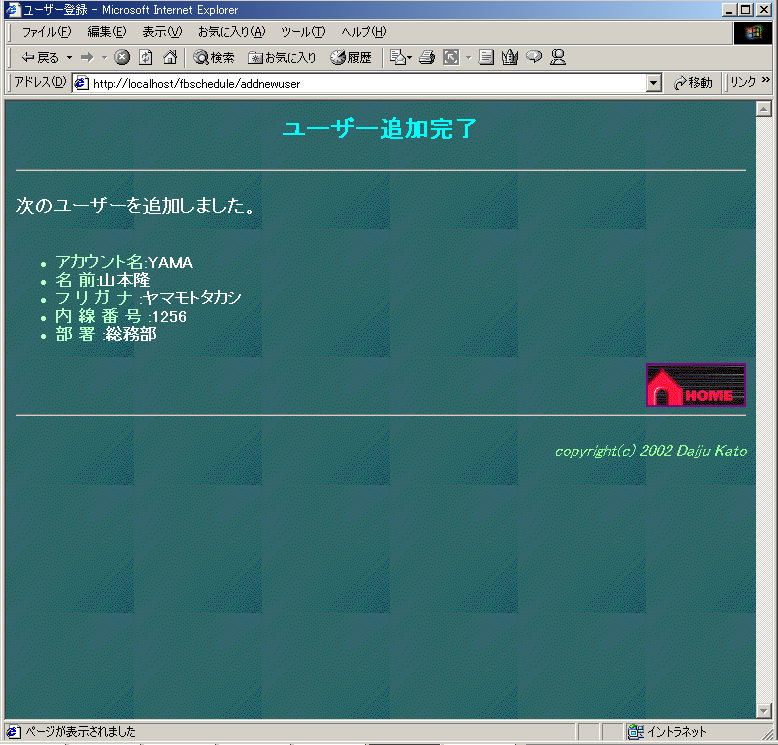 ユーザー登録 - Microsoft Internet Explorer
ファイル(F) 編集(E) 表示(V) お気に入り(A) ツール(T) ヘルプ(H)
戻る 検索 お気に入り 履歴
アドレス(D) http://localhost/fbschedule/addnewuser 移動 リンク »
ユーザー追加完了
次のユーザーを追加しました。
アカウント名:YAMA
名 前:山本隆
フ リ ガ ナ :ヤマモトタカシ
内 線 番 号 :1256
部 署 :総務部
HOME
copyright(c) 2002 Daiju Kato
ページが表示されました イントラネット